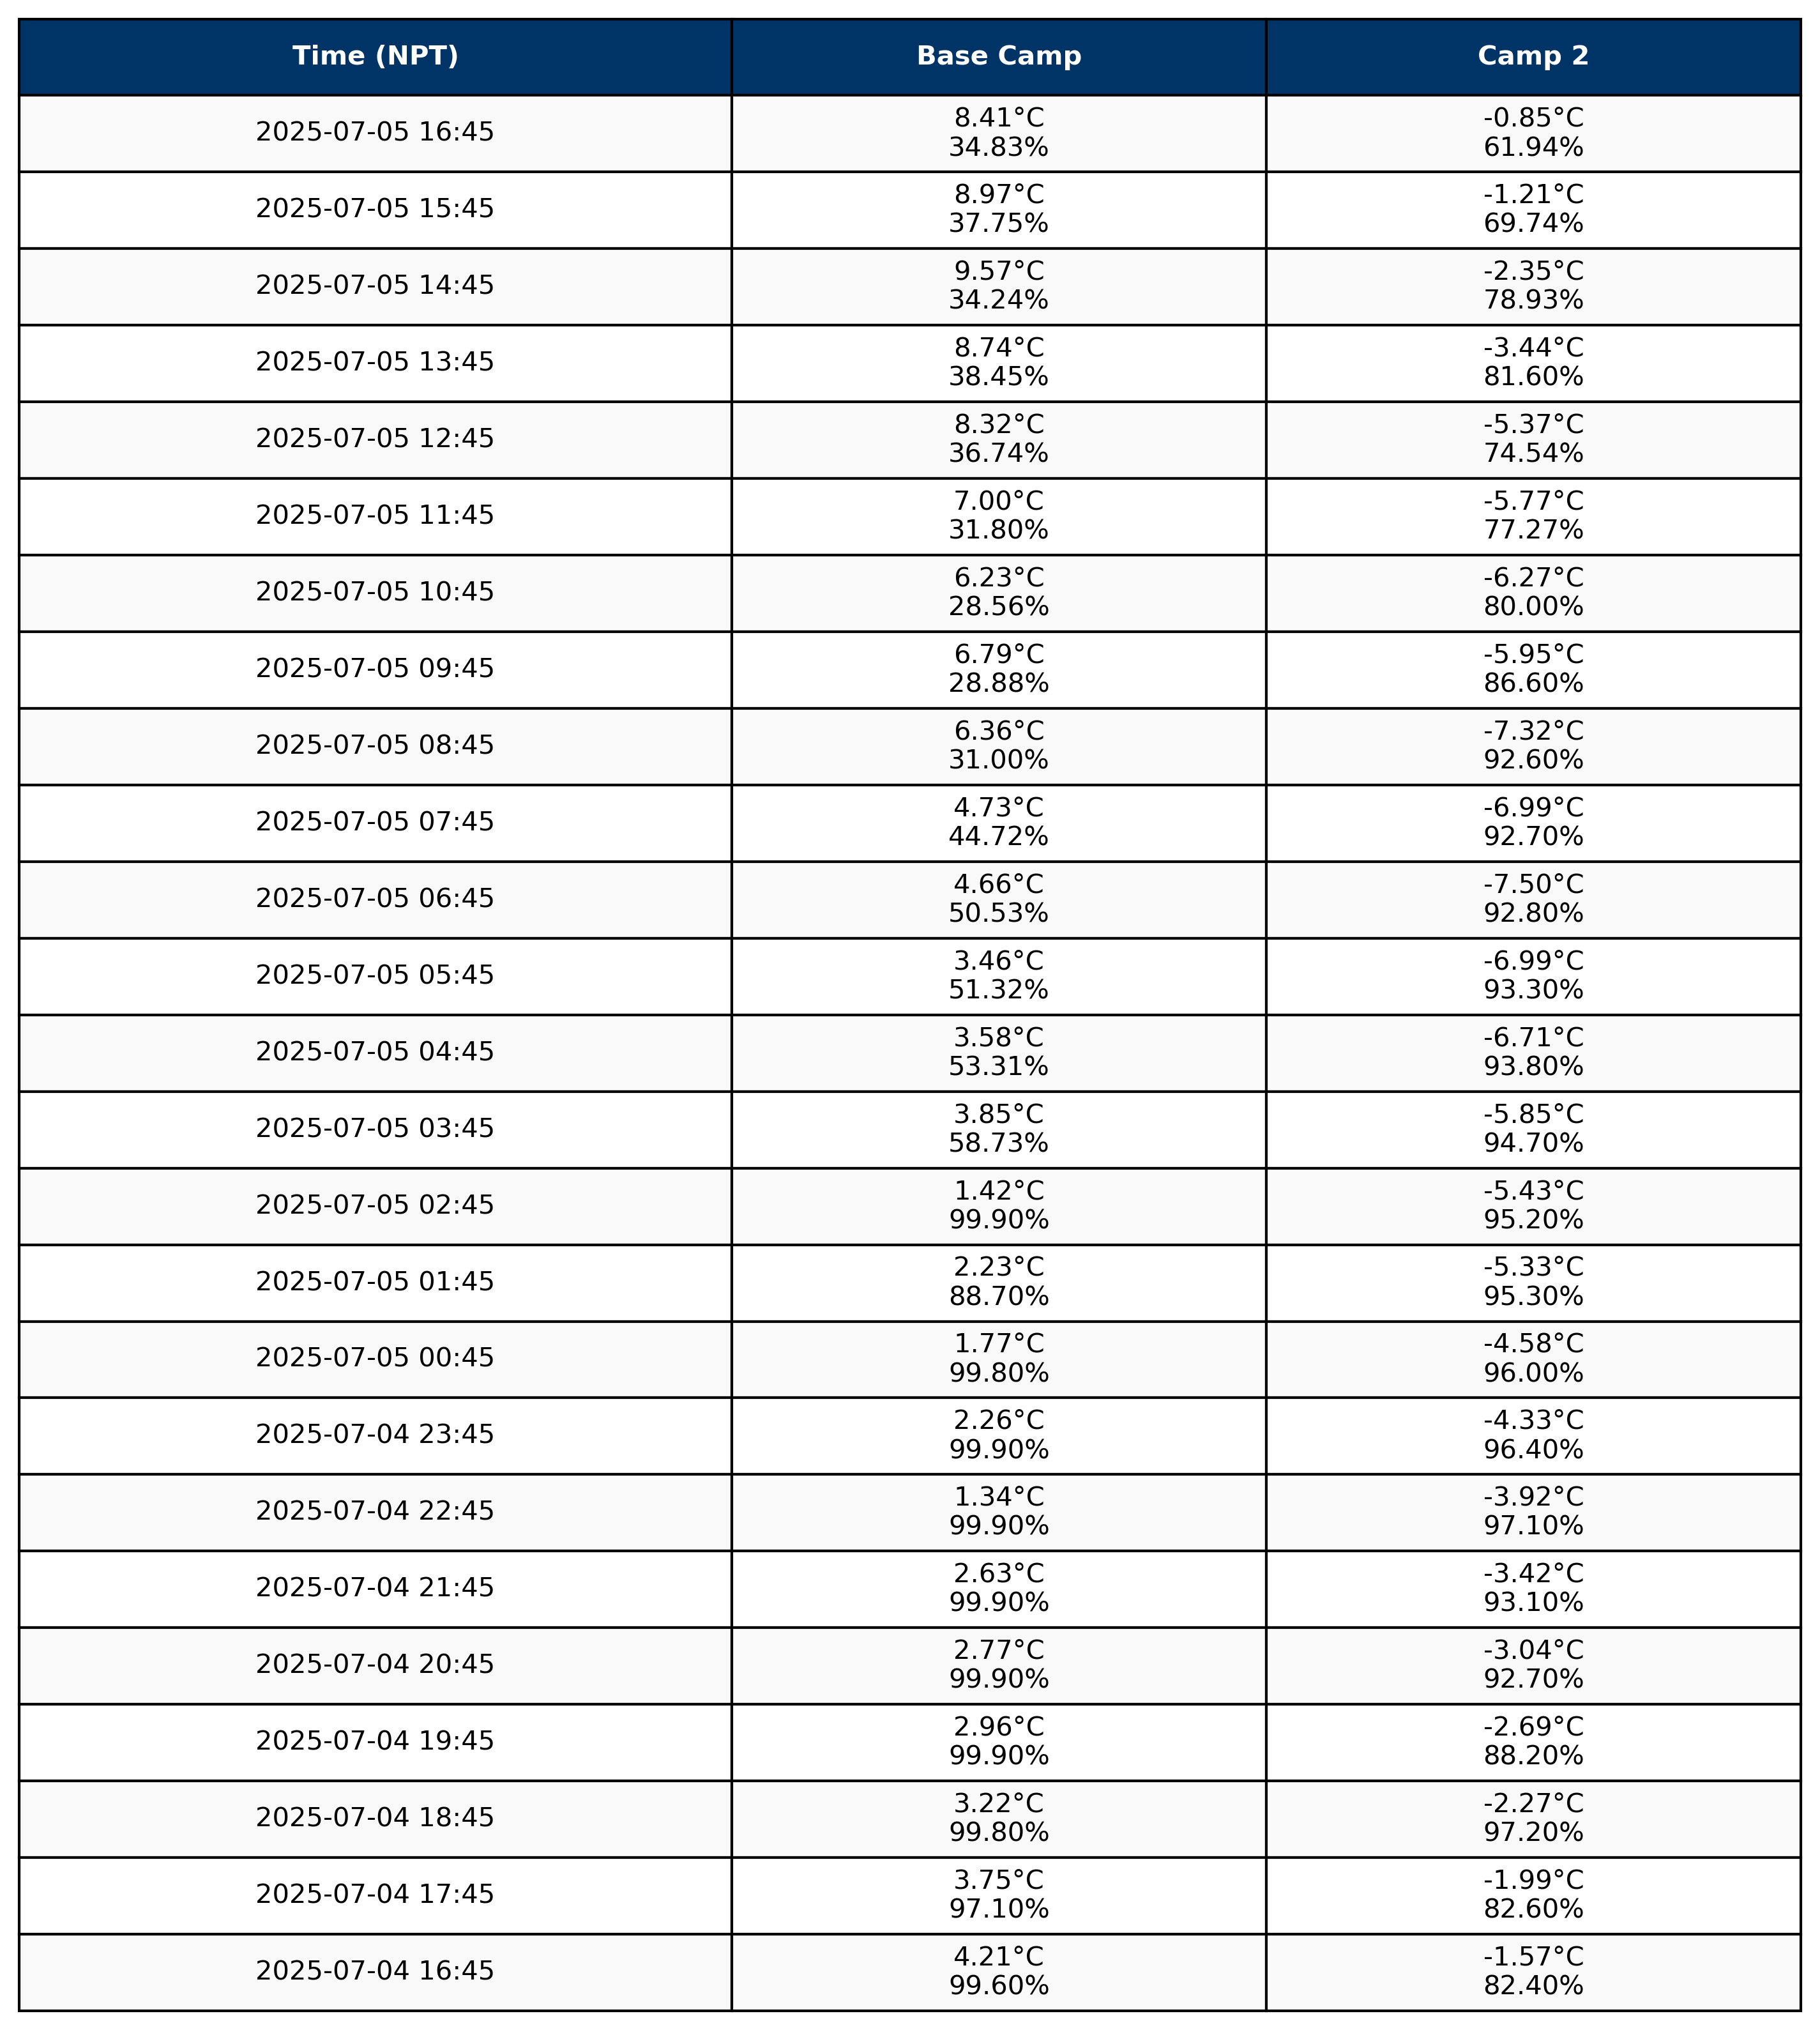 Time (NPT) Base Camp Camp 2
2025-07-05 16:45
8.41°C
34.83%
-0.85°C
61.94%
2025-07-05 15:45
8.97°C
37.75%
-1.21°C
69.74%
2025-07-05 14:45
9.57°C
34.24%
-2.35°C
78.93%
2025-07-05 13:45
8.74°C
38.45%
-3.44°C
81.60%
2025-07-05 12:45
8.32°C
36.74%
-5.37°C
74.54%
2025-07-05 11:45
7.00°C
31.80%
-5.77°C
77.27%
2025-07-05 10:45
6.23°C
28.56%
-6.27°C
80.00%
2025-07-05 09:45
6.79°C
28.88%
-5.95°C
86.60%
2025-07-05 08:45
6.36°C
31.00%
-7.32°C
92.60%
2025-07-05 07:45
4.73°C
44.72%
-6.99°C
92.70%
2025-07-05 06:45
4.66°C
50.53%
-7.50°C
92.80%
2025-07-05 05:45
3.46°C
51.32%
-6.99°C
93.30%
2025-07-05 04:45
3.58°C
53.31%
-6.71°C
93.80%
2025-07-05 03:45
3.85°C
58.73%
-5.85°C
94.70%
2025-07-05 02:45
1.42°C
99.90%
-5.43°C
95.20%
2025-07-05 01:45
2.23°C
88.70%
-5.33°C
95.30%
2025-07-05 00:45
1.77°C
99.80%
-4.58°C
96.00%
2025-07-04 23:45
2.26°C
99.90%
-4.33°C
96.40%
2025-07-04 22:45
1.34°C
99.90%
-3.92°C
97.10%
2025-07-04 21:45
2.63°C
99.90%
-3.42°C
93.10%
2025-07-04 20:45
2.77°C
99.90%
-3.04°C
92.70%
2025-07-04 19:45
2.96°C
99.90%
-2.69°C
88.20%
2025-07-04 18:45
3.22°C
99.80%
-2.27°C
97.20%
2025-07-04 17:45
3.75°C
97.10%
-1.99°C
82.60%
2025-07-04 16:45
4.21°C
99.60%
-1.57°C
82.40%